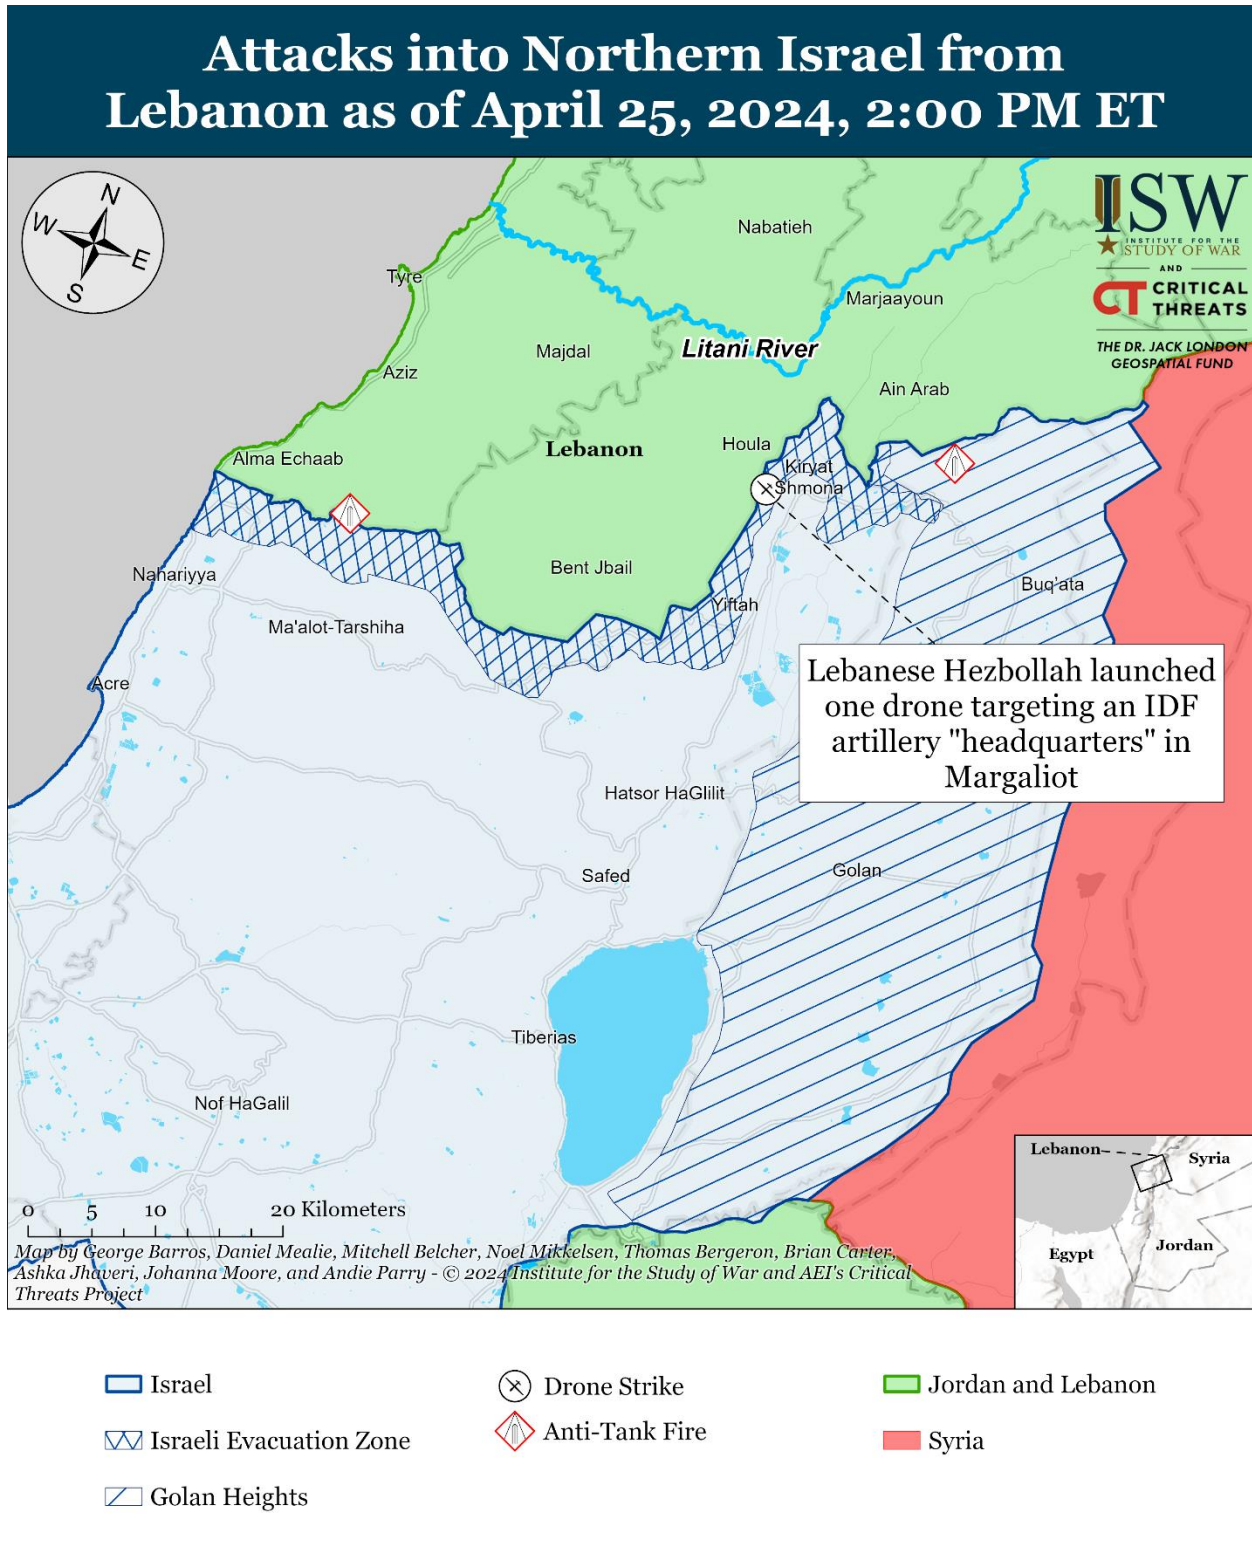 Attacks into Northern Israel from
Lebanon as of April 25, 2024, 2:00 PM ET
N
W
E
S
ISW
INSTITUTE FOR THE
STUDY OF WAR
AND
CT CRITICAL
THREATS
THE DR. JACK LONDON
GEOSPATIAL FUND
Nabatieh
Tyre
Marjaayoun
Litani River
Majdal
Aziz
Ain Arab
Houla
Lebanon
Alma Echaab
Kiryat
Shmona
Bent Jbail
Nahariyya
Buq'ata
Yiftah
Ma'alot-Tarshiha
Acre
Lebanese Hezbollah launched
one drone targeting an IDF
artillery "headquarters" in
Margaliot
Hatsor HaGlilit
Safed
Golan
Tiberias
Nof HaGalil
0 5 10 20 Kilometers
Map by George Barros, Daniel Mealie, Mitchell Belcher, Noel Mikkelsen, Thomas Bergeron, Brian Carter,
Ashka Jhaveri, Johanna Moore, and Andie Parry - © 2024 Institute for the Study of War and AEI's Critical
Threats Project
Lebanon
Syria
Egypt
Jordan
Israel
Israeli Evacuation Zone
Golan Heights
Drone Strike
Anti-Tank Fire
Jordan and Lebanon
Syria